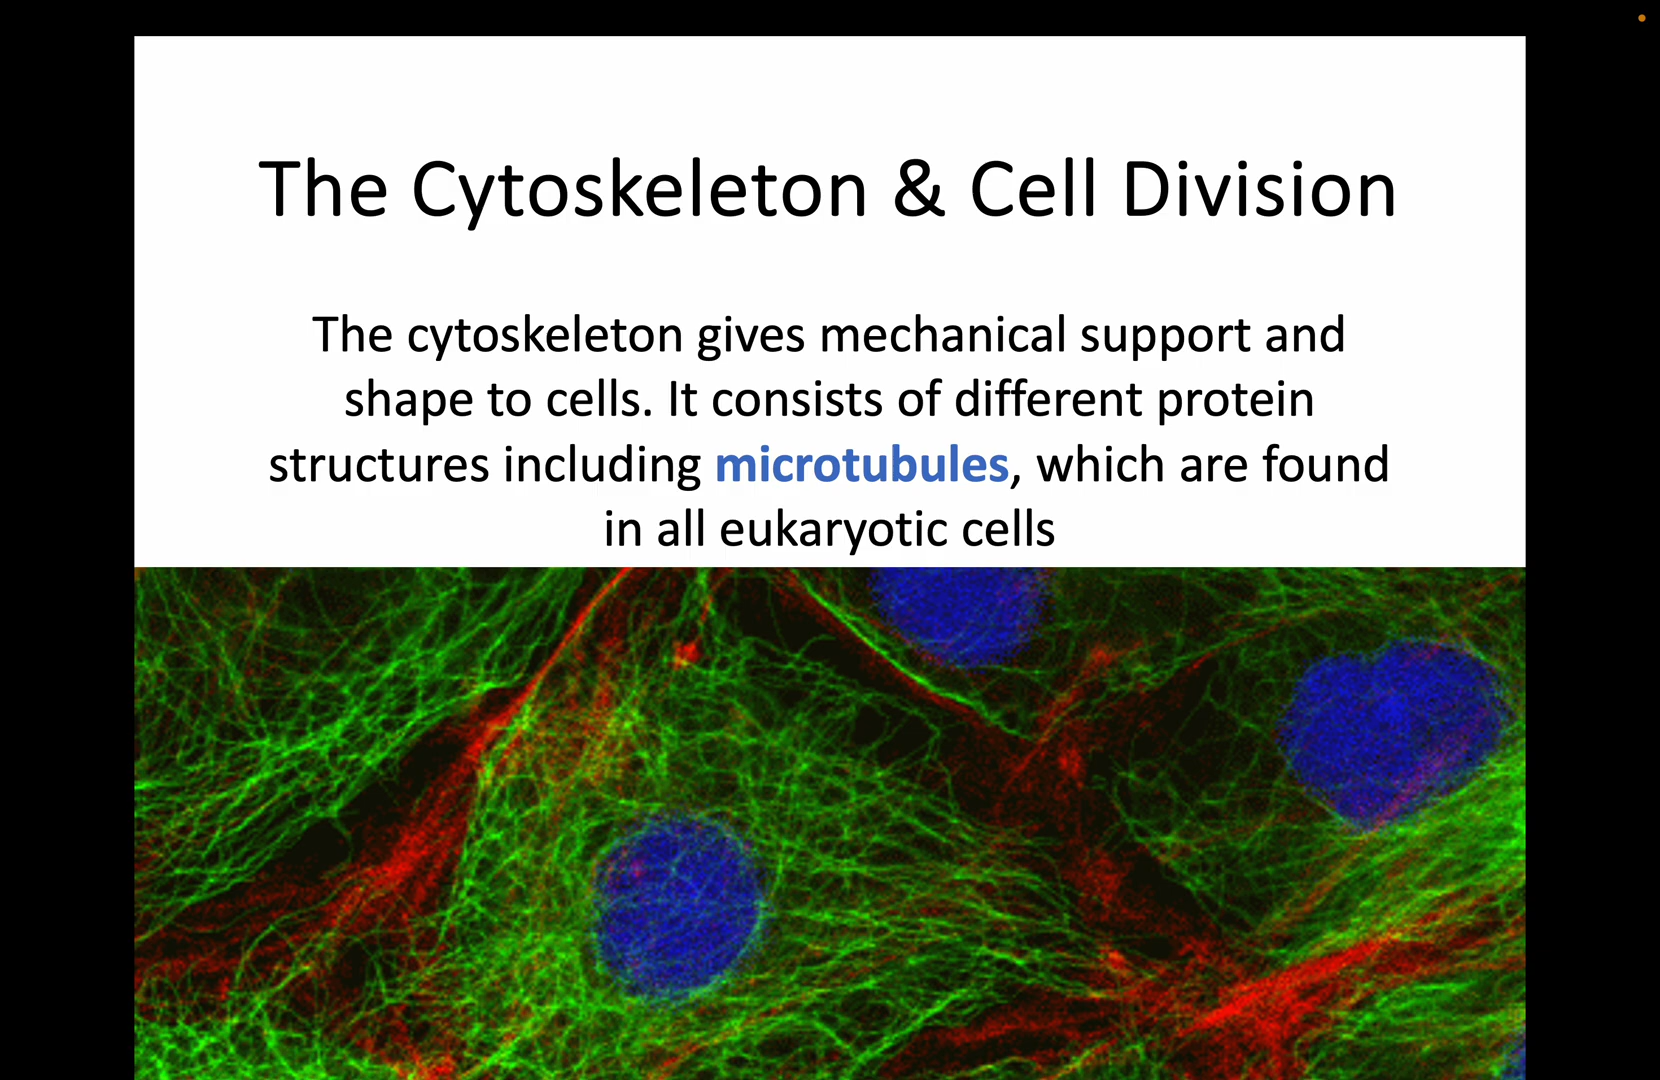 The Cytoskeleton & Cell Division
The cytoskeleton gives mechanical support and
shape to cells. It consists of different protein
structures including microtubules, which are found
in all eukaryotic cells